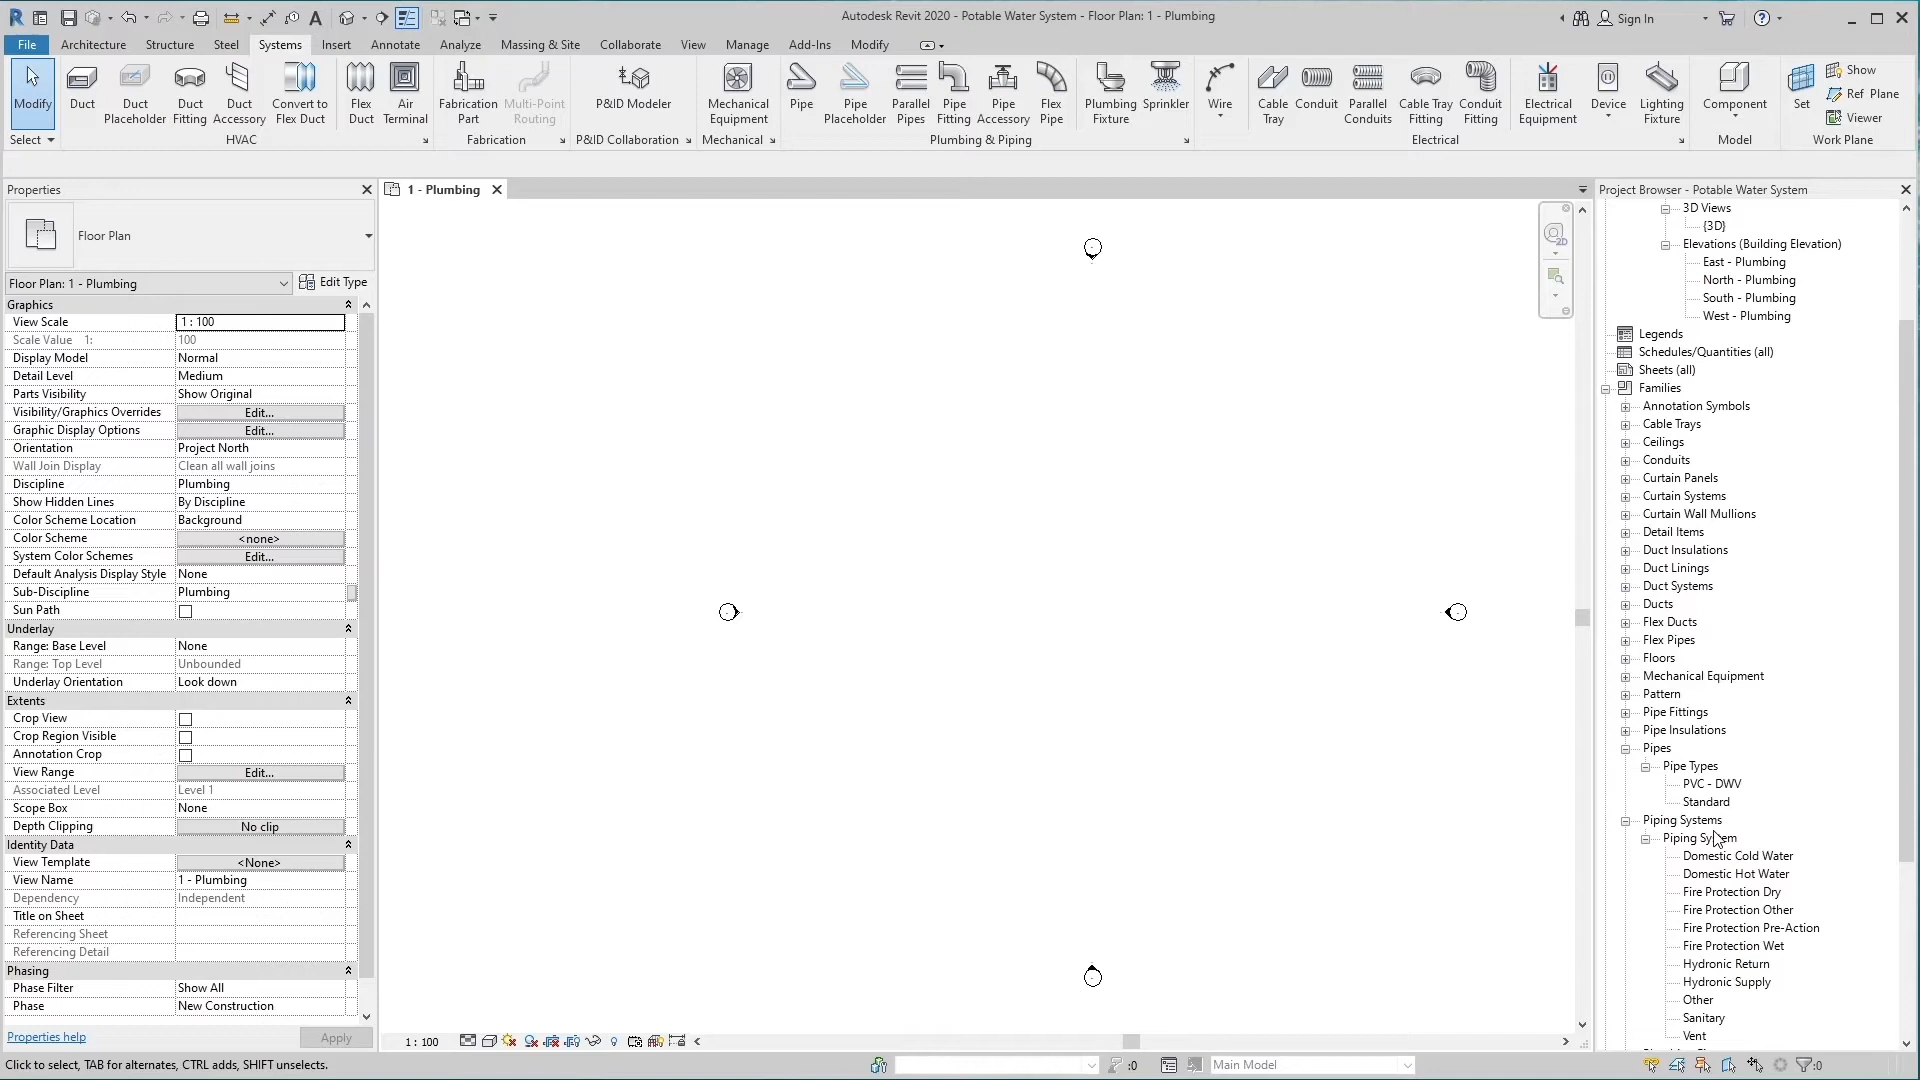 Autodesk Revit 2020 - Potable Water System - Floor Plan: 1 - Plumbing
Sign In
File Architecture Structure Steel Systems Insert Annotate Analyze Massing & Site Collaborate View Manage Add-Ins Modify
Modify
Duct
Duct Placeholder
Duct Fitting
Duct Accessory
Convert to Flex Duct
Flex Duct
Air Terminal
Fabrication Part
Multi-Point Routing
P&ID Modeler
Mechanical Equipment
Pipe
Pipe Placeholder
Parallel Pipes
Pipe Fitting
Pipe Accessory
Flex Pipe
Plumbing Fixture
Sprinkler
Wire
Cable Tray
Conduit
Parallel Conduits
Cable Tray Fitting
Conduit Fitting
Electrical Equipment
Device
Lighting Fixture
Component
Set
Show
Ref Plane
Viewer
Select HVAC Fabrication P&ID Collaboration Mechanical Plumbing & Piping Electrical Model Work Plane
Properties
Floor Plan
Floor Plan: 1 - Plumbing Edit Type
Graphics
View Scale 1 : 100
Scale Value 1: 100
Display Model Normal
Detail Level Medium
Parts Visibility Show Original
Visibility/Graphics Overrides Edit...
Graphic Display Options Edit...
Orientation Project North
Wall Join Display Clean all wall joins
Discipline Plumbing
Show Hidden Lines By Discipline
Color Scheme Location Background
Color Scheme <none>
System Color Schemes Edit...
Default Analysis Display Style None
Sub-Discipline Plumbing
Sun Path
Underlay
Range: Base Level None
Range: Top Level Unbounded
Underlay Orientation Look down
Extents
Crop View
Crop Region Visible
Annotation Crop
View Range Edit...
Associated Level Level 1
Scope Box None
Depth Clipping No clip
Identity Data
View Template <None>
View Name 1 - Plumbing
Dependency Independent
Title on Sheet
Referencing Sheet
Referencing Detail
Phasing
Phase Filter Show All
Phase New Construction
Properties help Apply
1 - Plumbing
2D
1 : 100
Project Browser - Potable Water System
3D Views
{3D}
Elevations (Building Elevation)
East - Plumbing
North - Plumbing
South - Plumbing
West - Plumbing
Legends
Schedules/Quantities (all)
Sheets (all)
Families
Annotation Symbols
Cable Trays
Ceilings
Conduits
Curtain Panels
Curtain Systems
Curtain Wall Mullions
Detail Items
Duct Insulations
Duct Linings
Duct Systems
Ducts
Flex Ducts
Flex Pipes
Floors
Mechanical Equipment
Pattern
Pipe Fittings
Pipe Insulations
Pipes
Pipe Types
PVC - DWV
Standard
Piping Systems
Piping System
Domestic Cold Water
Domestic Hot Water
Fire Protection Dry
Fire Protection Other
Fire Protection Pre-Action
Fire Protection Wet
Hydronic Return
Hydronic Supply
Other
Sanitary
Vent
Click to select, TAB for alternates, CTRL adds, SHIFT unselects. :0 Main Model :0